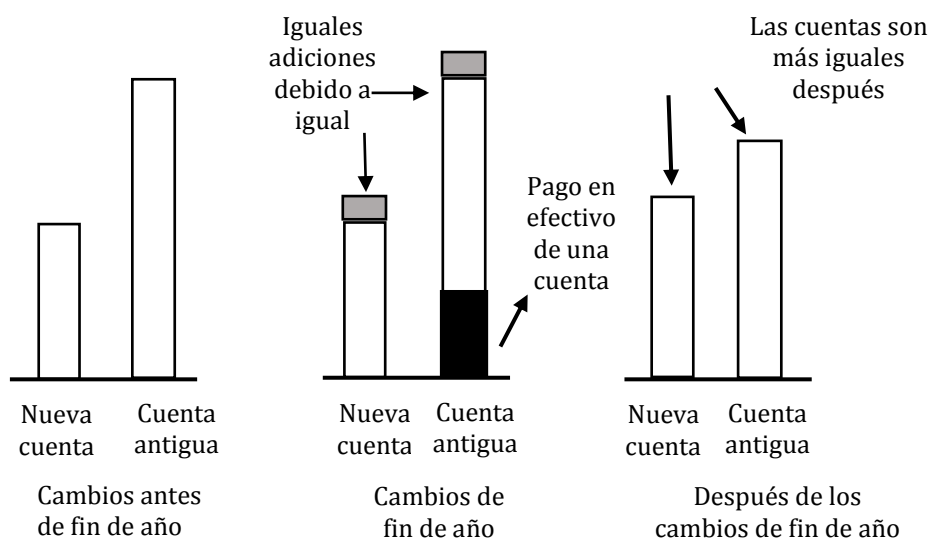 Iguales
adiciones
debido a
igual
Las cuentas son
más iguales
después
Pago en
efectivo
de una
cuenta
Nueva
cuenta
Cuenta
antigua
Nueva
cuenta
Cuenta
antigua
Nueva
cuenta
Cuenta
antigua
Cambios antes
de fin de año
Cambios de
fin de año
Después de los
cambios de fin de año